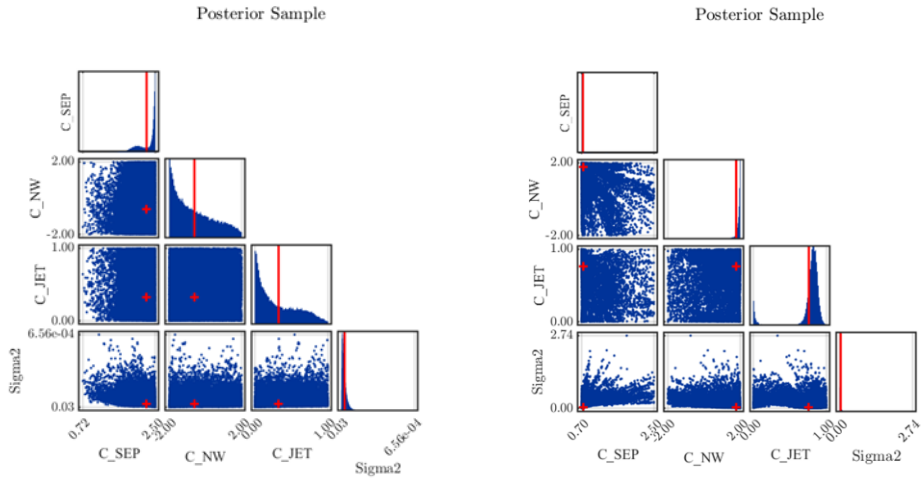 Posterior Sample
C_SEP
2.00
C_NW
-2.00
1.00
C_JET
0.00
6.56e-04
Sigma2
0.03
0.72
2.50
-2.00
2.00
0.00
1.00
0.03
6.56e-04
C_SEP
C_NW
C_JET
Sigma2
Posterior Sample
C_SEP
2.00
C_NW
-2.00
1.00
C_JET
0.00
2.74
Sigma2
0.00
0.70
2.50
-2.00
2.00
0.00
1.00
0.00
2.74
C_SEP
C_NW
C_JET
Sigma2